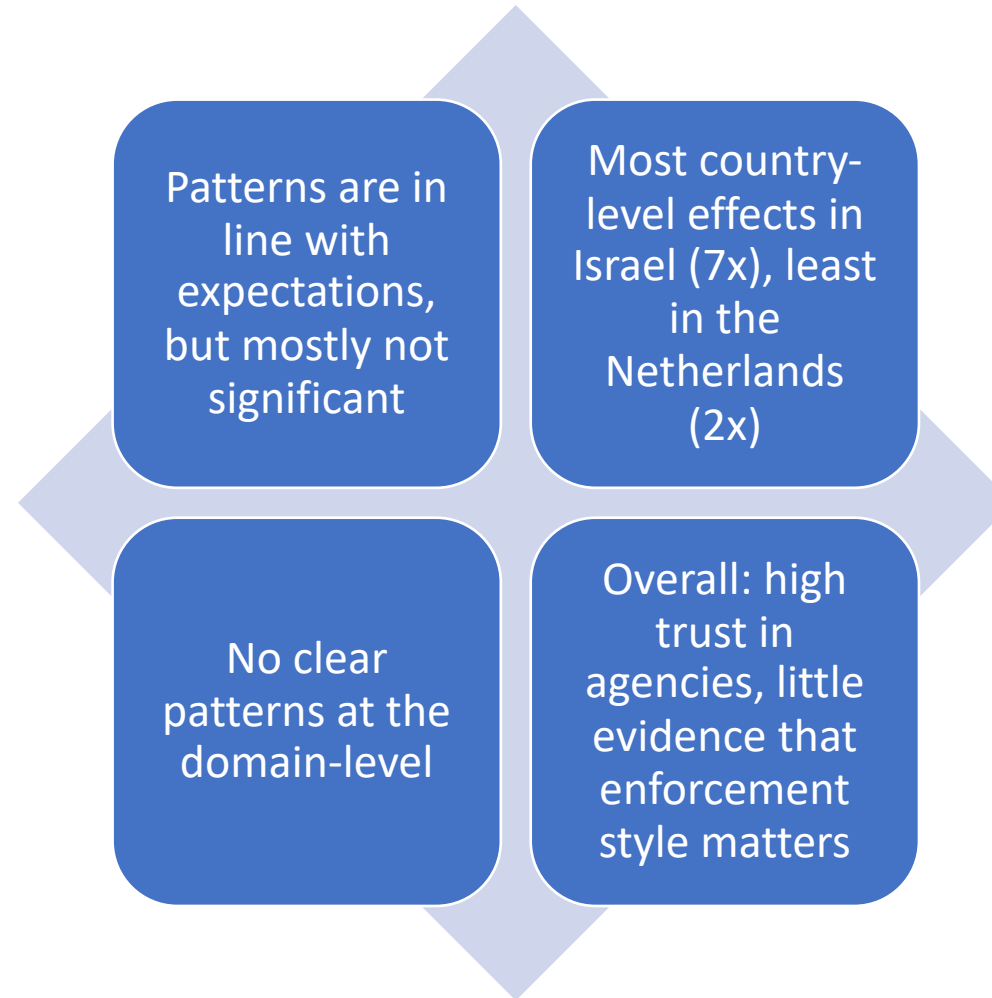 Patterns are in
line with
expectations,
but mostly not
significant
Most country-
level effects in
Israel (7x), least
in the
Netherlands
(2x)
No clear
patterns at the
domain-level
Overall: high
trust in
agencies, little
evidence that
enforcement
style matters